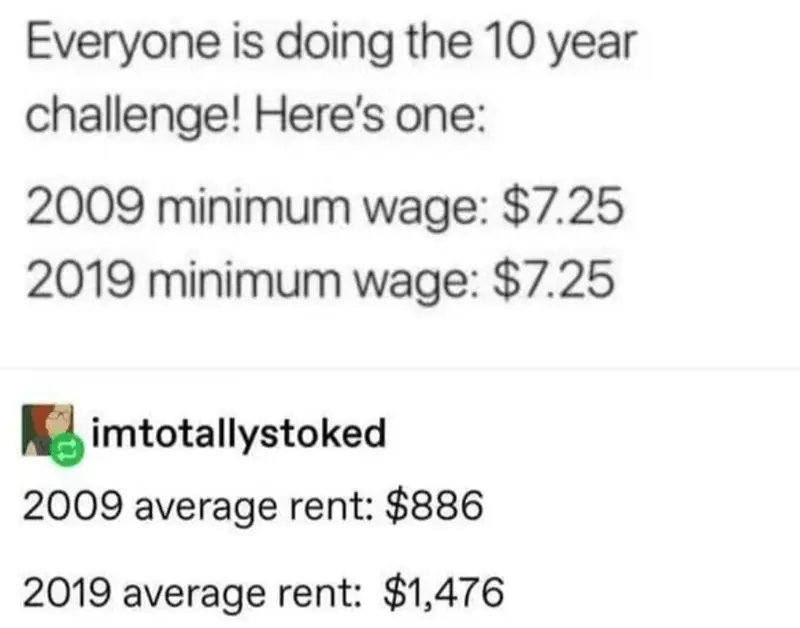 Everyone is doing the 10 year
challenge! Here's one:
2009 minimum wage: $7.25
2019 minimum wage: $7.25
imtotallystoked
2009 average rent: $886
2019 average rent: $1,476